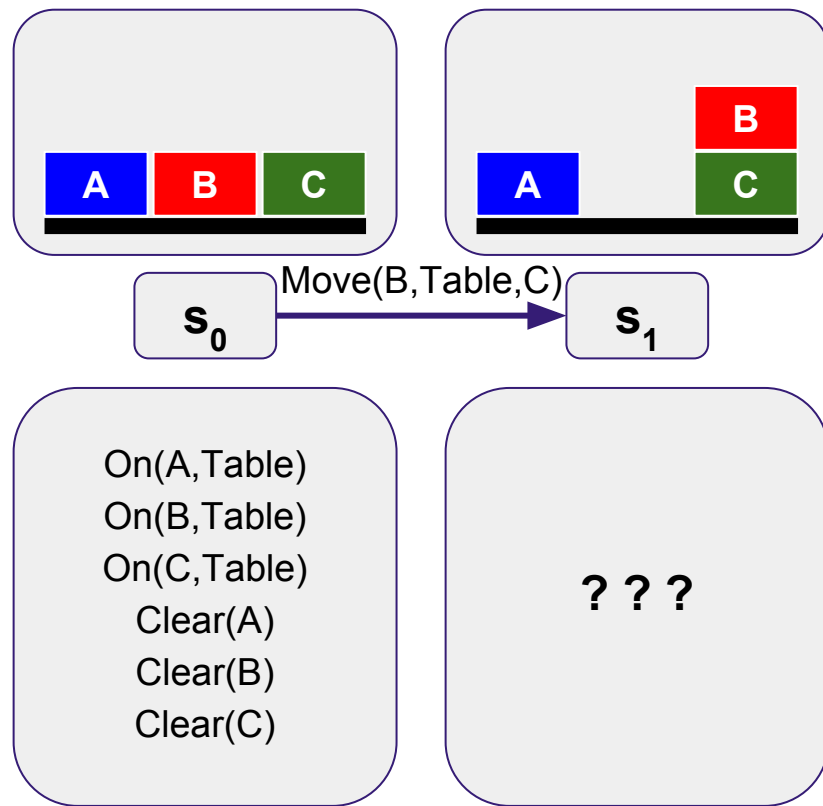 B
A B C
A C
Move(B,Table,C)
s0 s1
On(A,Table)
On(B,Table)
On(C,Table)
Clear(A)
Clear(B)
Clear(C)
? ? ?